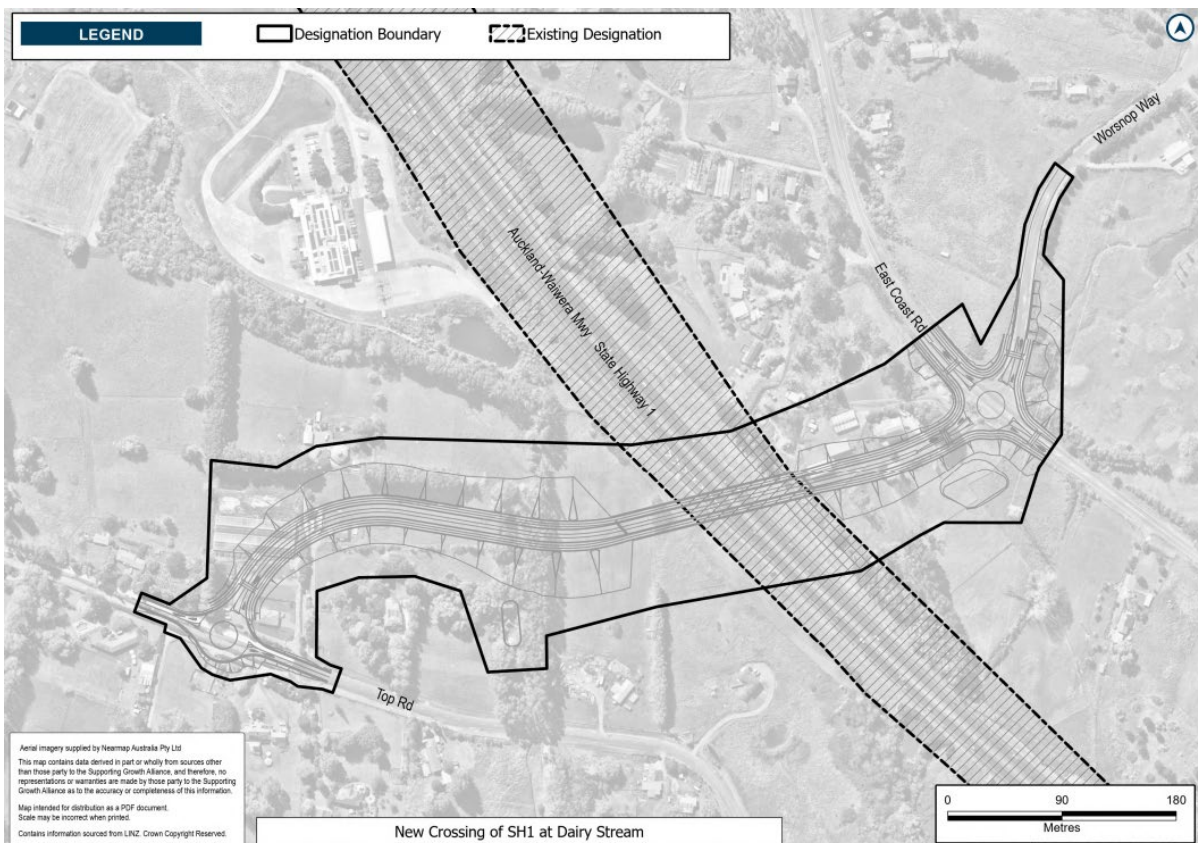 LEGEND
Designation Boundary
Existing Designation
Worsnop Way
East Coast Rd
Auckland-Waiwera Mwy State Highway 1
Top Rd
Aerial imagery supplied by Nearmap Australia Pty Ltd
This map contains data derived in part or wholly from sources other
than those party to the Supporting Growth Alliance, and therefore, no
representations or warranties are made by those party to the Supporting
Growth Alliance as to the accuracy or completeness of this information.
Map intended for distribution as a PDF document.
Scale may be incorrect when printed.
Contains information sourced from LINZ. Crown Copyright Reserved.
New Crossing of SH1 at Dairy Stream
0 90 180
Metres